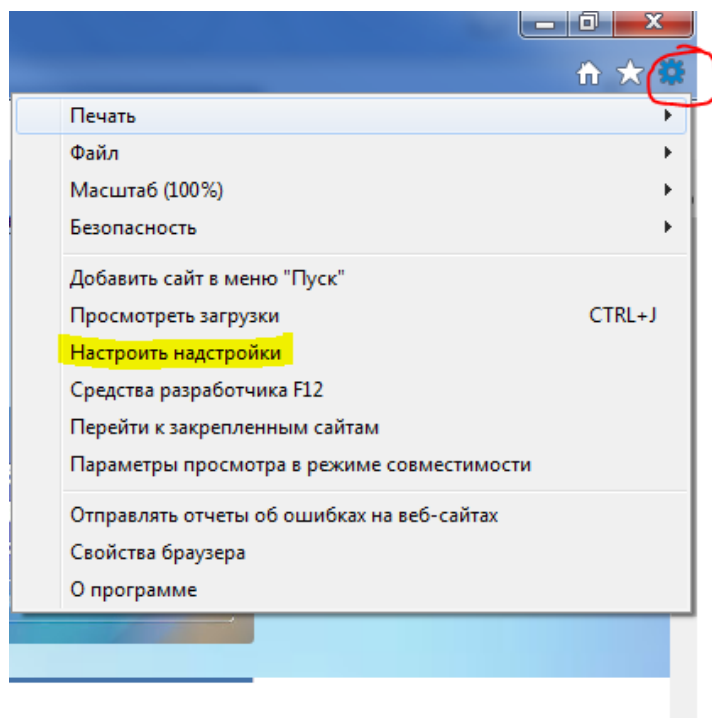 Печать
Файл
Масштаб (100%)
Безопасность
Добавить сайт в меню "Пуск"
Просмотреть загрузки CTRL+J
Настроить надстройки
Средства разработчика F12
Перейти к закрепленным сайтам
Параметры просмотра в режиме совместимости
Отправлять отчеты об ошибках на веб-сайтах
Свойства браузера
О программе